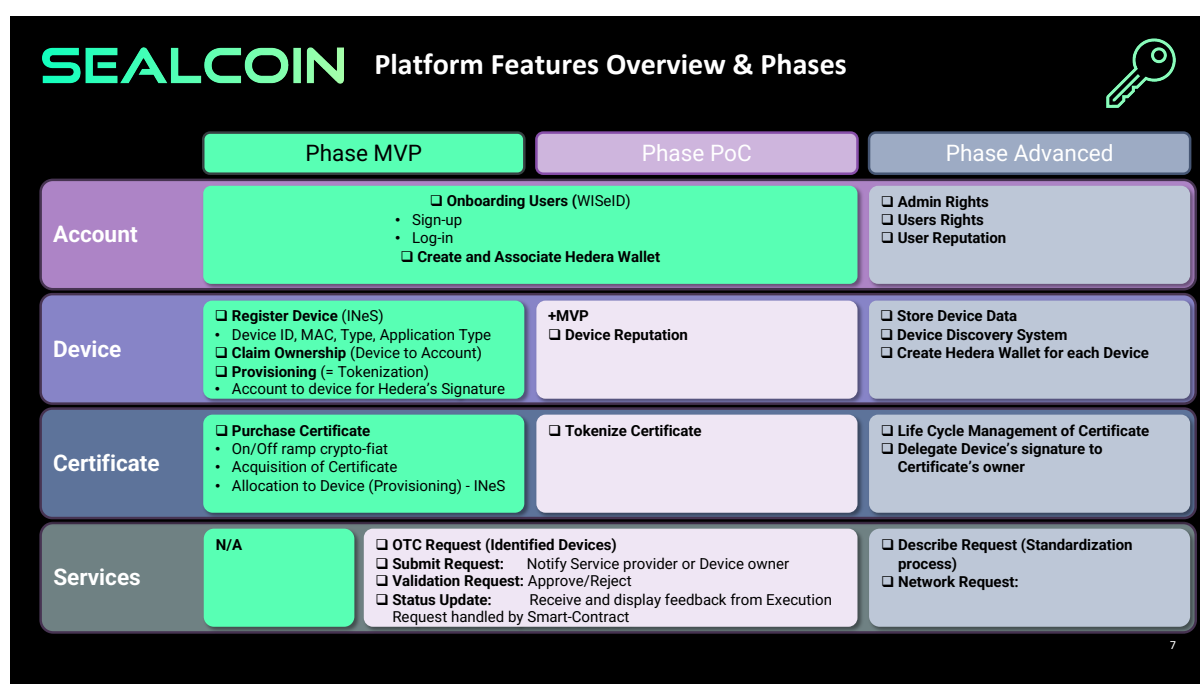 SEALCOIN Platform Features Overview & Phases
Phase MVP
Phase PoC
Phase Advanced
Account
❑ Onboarding Users (WISeID)
• Sign-up
• Log-in
❑ Create and Associate Hedera Wallet
❑ Admin Rights
❑ Users Rights
❑ User Reputation
Device
❑ Register Device (INeS)
• Device ID, MAC, Type, Application Type
❑ Claim Ownership (Device to Account)
❑ Provisioning (= Tokenization)
• Account to device for Hedera’s Signature
+MVP
❑ Device Reputation
❑ Store Device Data
❑ Device Discovery System
❑ Create Hedera Wallet for each Device
Certificate
❑ Purchase Certificate
• On/Off ramp crypto-fiat
• Acquisition of Certificate
• Allocation to Device (Provisioning) - INeS
❑ Tokenize Certificate
❑ Life Cycle Management of Certificate
❑ Delegate Device’s signature to
Certificate’s owner
Services
N/A
❑ OTC Request (Identified Devices)
❑ Submit Request: Notify Service provider or Device owner
❑ Validation Request: Approve/Reject
❑ Status Update: Receive and display feedback from Execution
Request handled by Smart-Contract
❑ Describe Request (Standardization
process)
❑ Network Request:
7